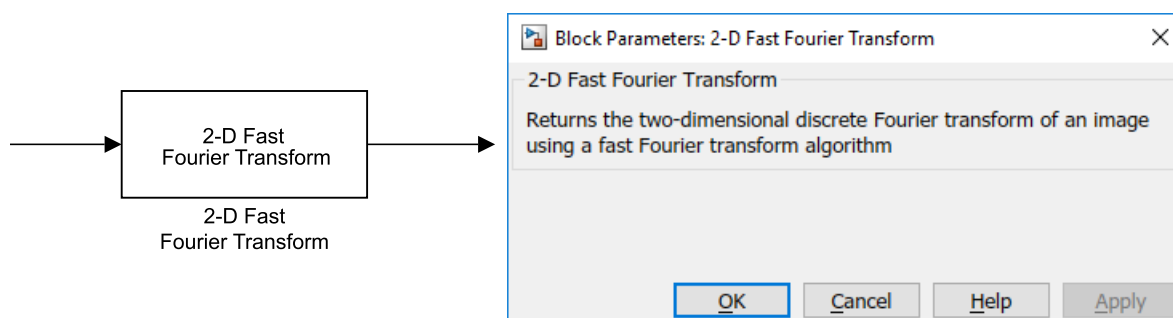 2-D Fast
Fourier Transform
2-D Fast
Fourier Transform
Block Parameters: 2-D Fast Fourier Transform
2-D Fast Fourier Transform
Returns the two-dimensional discrete Fourier transform of an image
using a fast Fourier transform algorithm
OK Cancel Help Apply